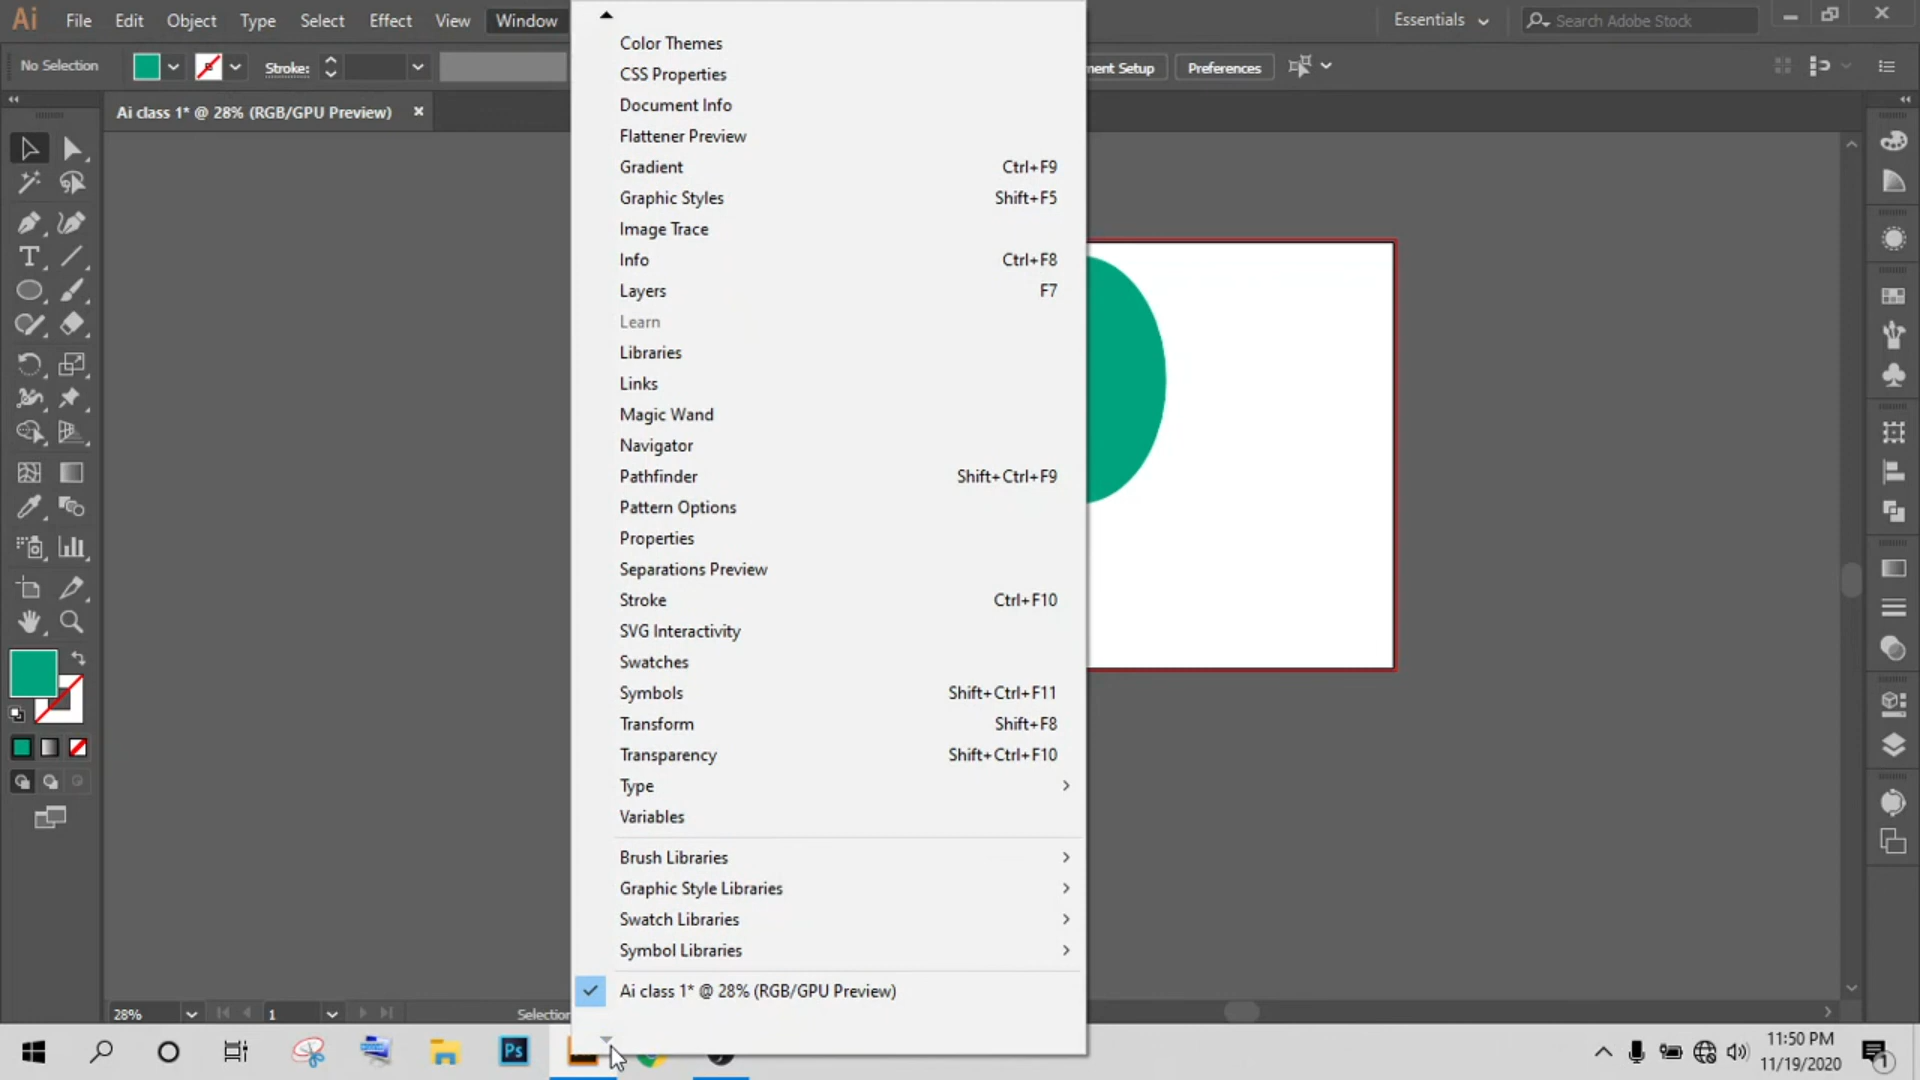 Ai File Edit Object Type Select Effect View Window Essentials Search Adobe Stock
No Selection Stroke: ment Setup Preferences
Ai class 1* @ 28% (RGB/GPU Preview) ×
Color Themes
CSS Properties
Document Info
Flattener Preview
Gradient Ctrl+F9
Graphic Styles Shift+F5
Image Trace
Info Ctrl+F8
Layers F7
Learn
Libraries
Links
Magic Wand
Navigator
Pathfinder Shift+Ctrl+F9
Pattern Options
Properties
Separations Preview
Stroke Ctrl+F10
SVG Interactivity
Swatches
Symbols Shift+Ctrl+F11
Transform Shift+F8
Transparency Shift+Ctrl+F10
Type
Variables
Brush Libraries
Graphic Style Libraries
Swatch Libraries
Symbol Libraries
Ai class 1* @ 28% (RGB/GPU Preview)
28% 1 Selection
Ps
11:50 PM
11/19/2020
1